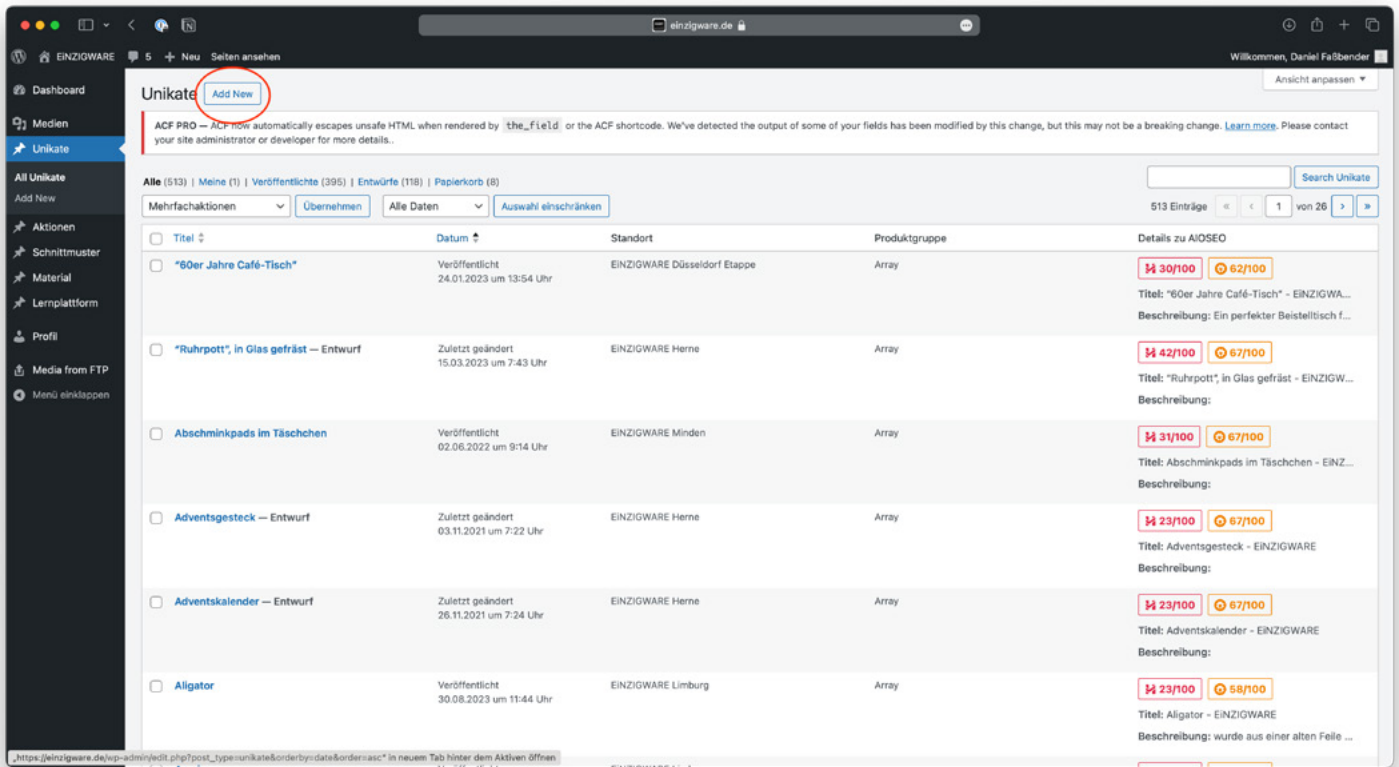 einzigware.de
EiNZIGWARE 5 + Neu Seiten ansehen Willkommen, Daniel Faßbender
Ansicht anpassen ▼
Dashboard
Medien
Unikate
All Unikate
Add New
Aktionen
Schnittmuster
Material
Lernplattform
Profil
Media from FTP
Menü einklappen
Unikate Add New
ACF PRO — ACF now automatically escapes unsafe HTML when rendered by the_field or the ACF shortcode. We've detected the output of some of your fields has been modified by this change, but this may not be a breaking change. Learn more. Please contact
your site administrator or developer for more details..
Alle (513) | Meine (1) | Veröffentlichte (395) | Entwürfe (118) | Papierkorb (8)
Search Unikate
Mehrfachaktionen Übernehmen Alle Daten Auswahl einschränken 513 Einträge « ‹ 1 von 26 › »
Titel Datum Standort Produktgruppe Details zu AIOSEO
"60er Jahre Café-Tisch" Veröffentlicht EiNZIGWARE Düsseldorf Etappe Array 30/100 62/100
24.01.2023 um 13:54 Uhr
Titel: "60er Jahre Café-Tisch" - EiNZIGWA...
Beschreibung: Ein perfekter Beistelltisch f...
"Ruhrpott", in Glas gefräst — Entwurf Zuletzt geändert EiNZIGWARE Herne Array 42/100 67/100
15.03.2023 um 7:43 Uhr
Titel: "Ruhrpott", in Glas gefräst - EiNZIGW...
Beschreibung:
Abschminkpads im Täschchen Veröffentlicht EiNZIGWARE Minden Array 31/100 67/100
02.06.2022 um 9:14 Uhr
Titel: Abschminkpads im Täschchen - EiNZ...
Beschreibung:
Adventsgesteck — Entwurf Zuletzt geändert EiNZIGWARE Herne Array 23/100 67/100
03.11.2021 um 7:22 Uhr
Titel: Adventsgesteck - EiNZIGWARE
Beschreibung:
Adventskalender — Entwurf Zuletzt geändert EiNZIGWARE Herne Array 23/100 67/100
26.11.2021 um 7:24 Uhr
Titel: Adventskalender - EiNZIGWARE
Beschreibung:
Aligator Veröffentlicht EiNZIGWARE Limburg Array 23/100 58/100
30.08.2023 um 11:44 Uhr
Titel: Aligator - EiNZIGWARE
Beschreibung: wurde aus einer alten Feile ...
„https://einzigware.de/wp-admin/edit.php?post_type=unikate&orderby=date&order=asc" in neuem Tab hinter dem Aktiven öffnen